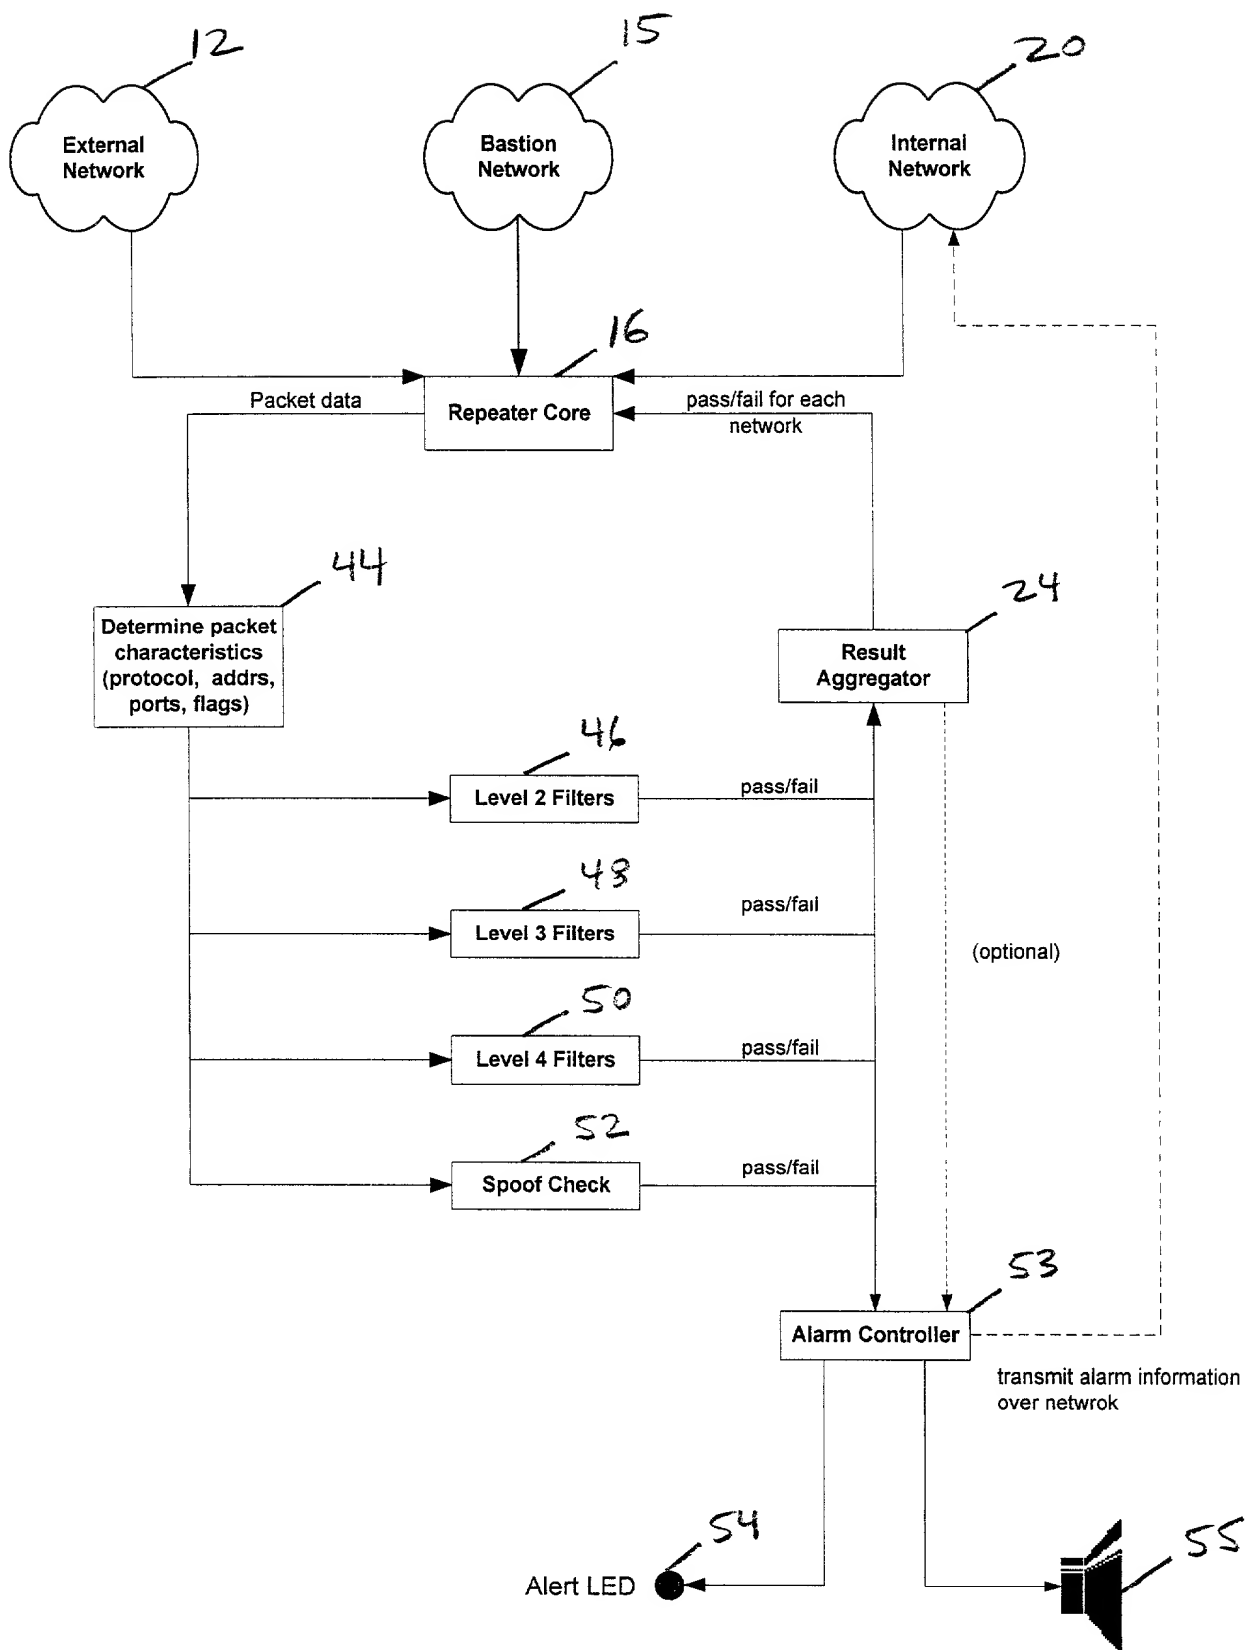 12
15
20
External
Network
Bastion
Network
Internal
Network
16
Packet data
Repeater Core
pass/fail for each
network
44
24
Determine packet
characteristics
(protocol, addrs,
ports, flags)
Result
Aggregator
46
Level 2 Filters
pass/fail
48
Level 3 Filters
pass/fail
(optional)
50
Level 4 Filters
pass/fail
52
Spoof Check
pass/fail
53
Alarm Controller
transmit alarm information
over netwrok
54
Alert LED
55